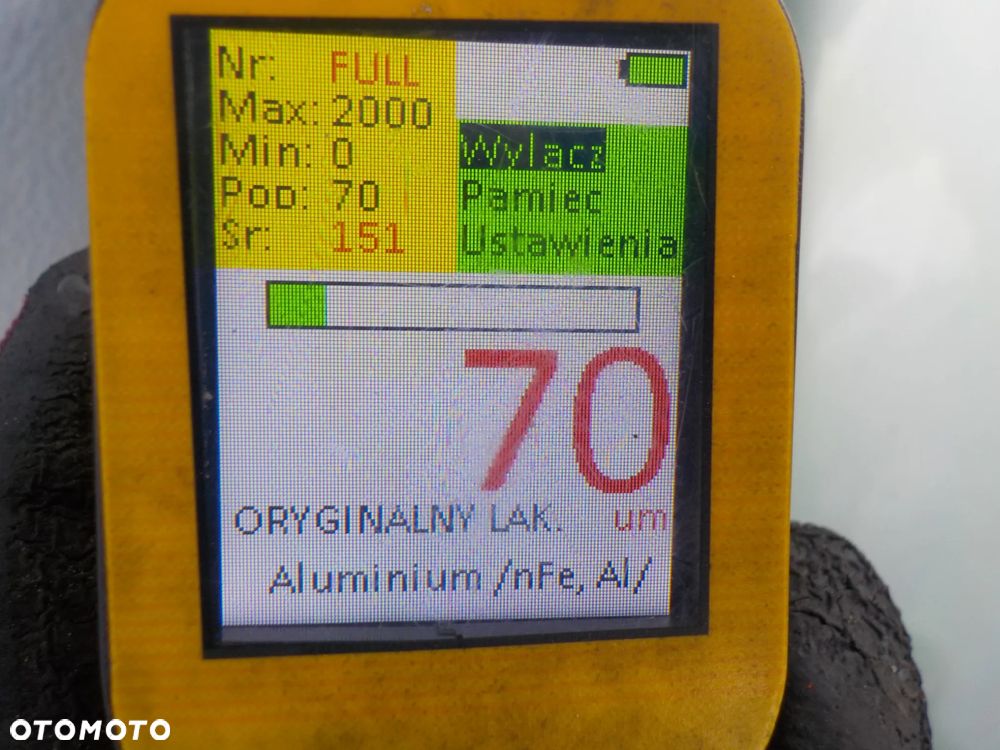 Nr: FULL
Max: 2000
Min: 0
Pop: 70
Sr: 151
Wylacz
Pamiec
Ustawienia
70
ORYGINALNY LAK. um
Aluminium /nFe, Al/
OTOMOTO